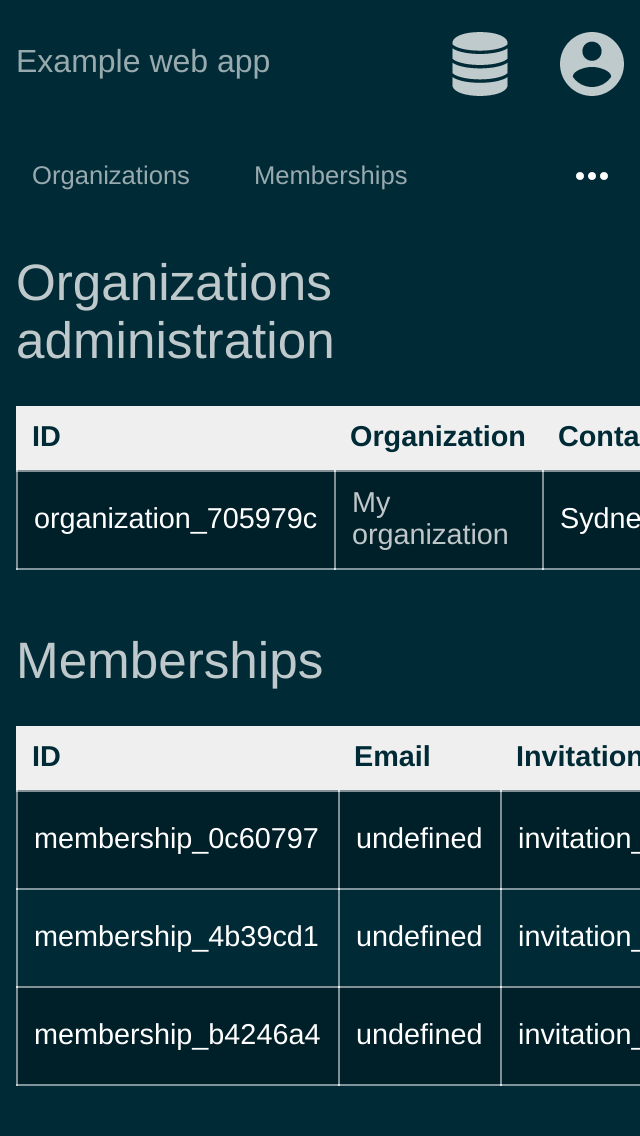 Example web app
Organizations Memberships
Organizations
administration
ID Organization Conta
organization_705979c My organization Sydne
Memberships
ID Email Invitation
membership_0c60797 undefined invitation_
membership_4b39cd1 undefined invitation_
membership_b4246a4 undefined invitation_